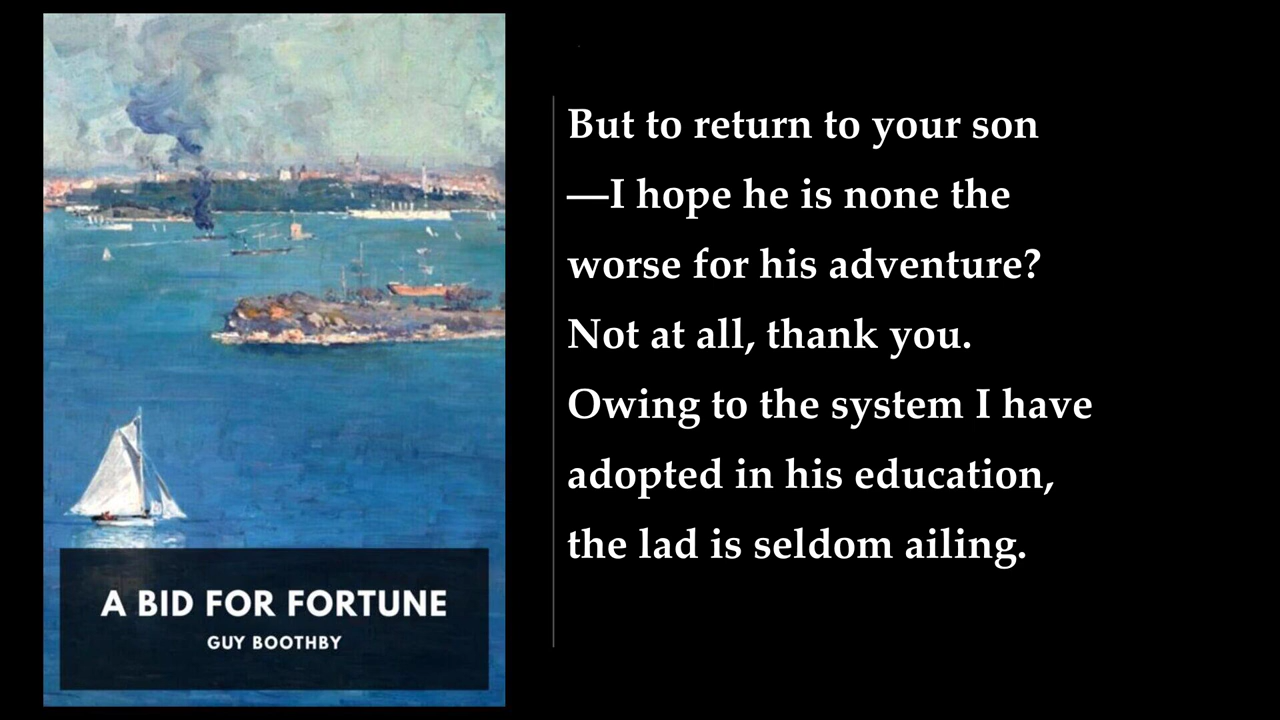 A BID FOR FORTUNE
GUY BOOTHBY
But to return to your son
—I hope he is none the
worse for his adventure?
Not at all, thank you.
Owing to the system I have
adopted in his education,
the lad is seldom ailing.